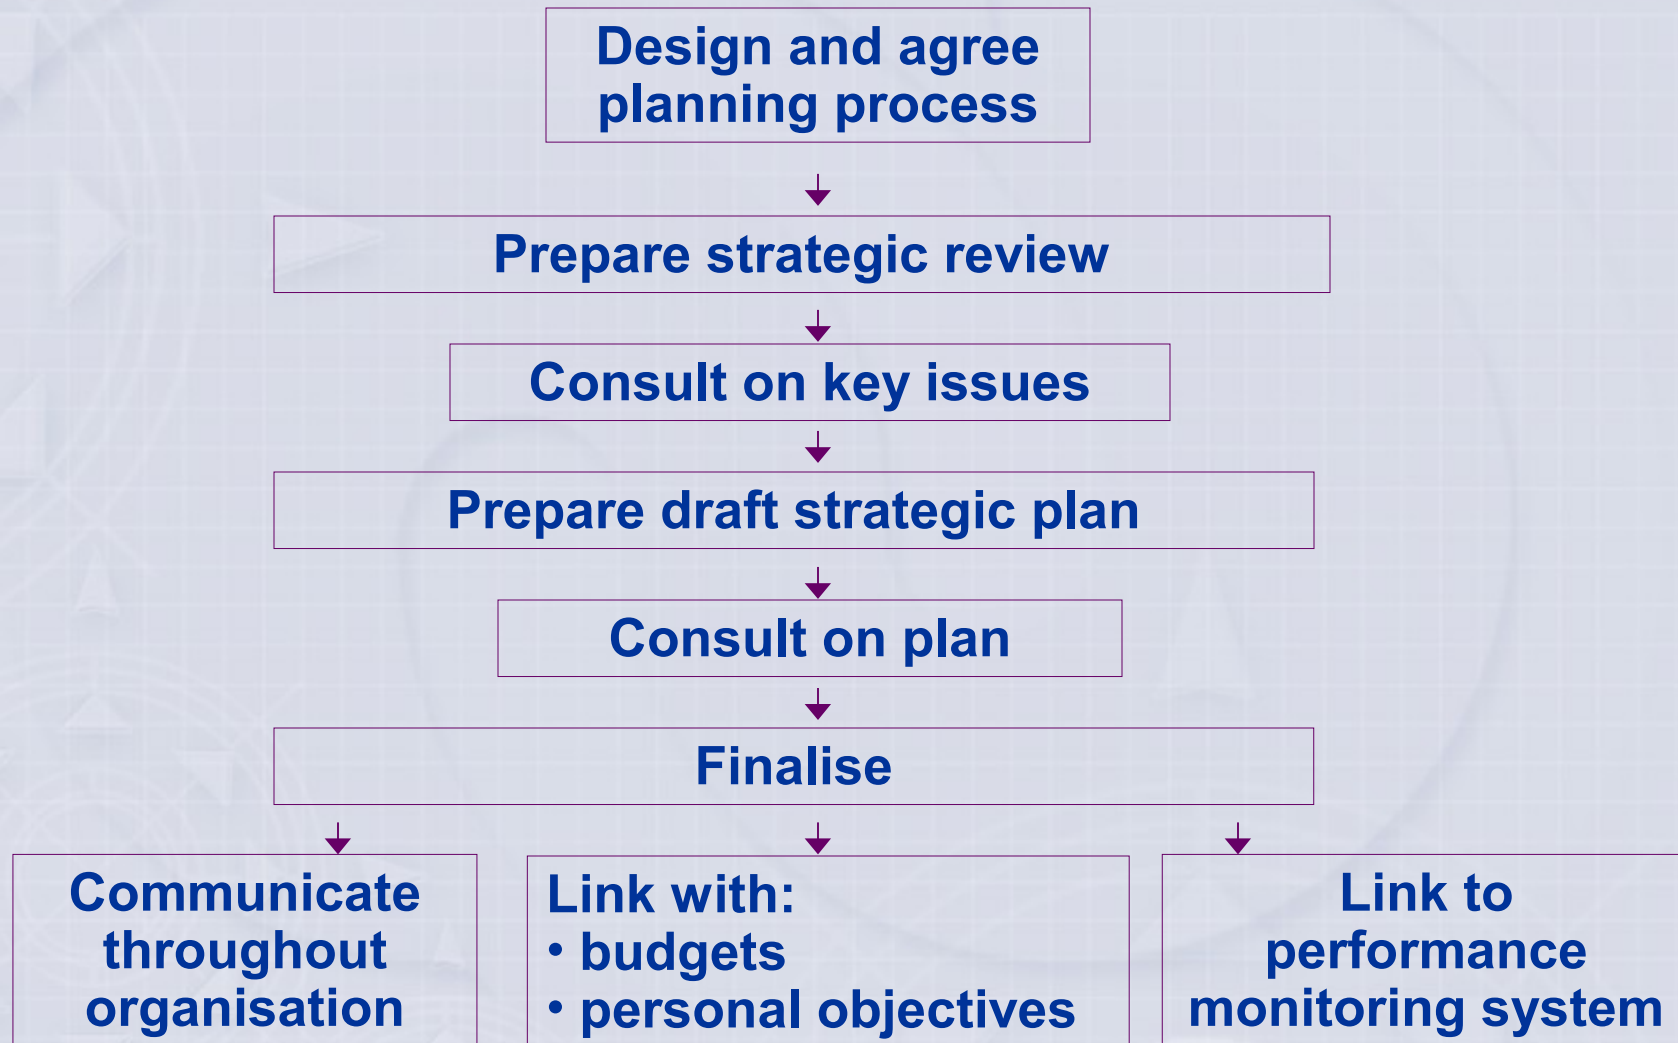 Design and agree
planning process
Prepare strategic review
Consult on key issues
Prepare draft strategic plan
Consult on plan
Finalise
Communicate
throughout
organisation
Link with:
• budgets
• personal objectives
Link to
performance
monitoring system